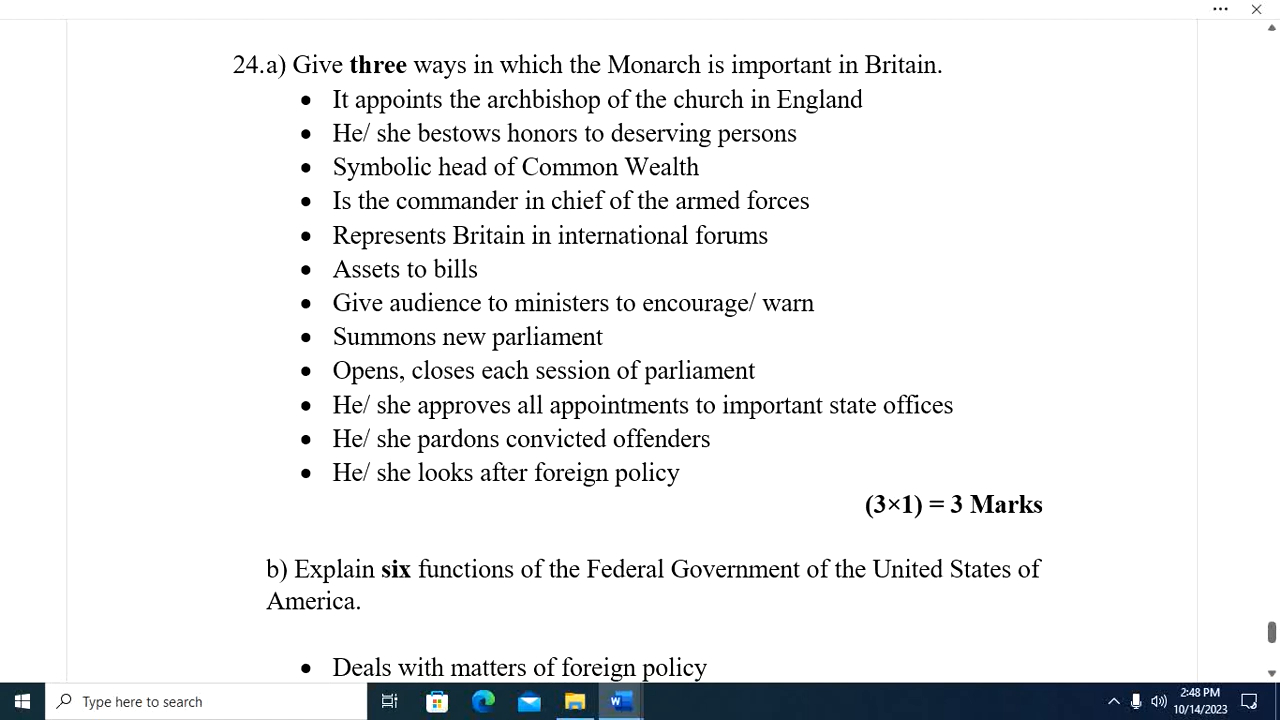 24.a) Give three ways in which the Monarch is important in Britain.
• It appoints the archbishop of the church in England
• He/ she bestows honors to deserving persons
• Symbolic head of Common Wealth
• Is the commander in chief of the armed forces
• Represents Britain in international forums
• Assets to bills
• Give audience to ministers to encourage/ warn
• Summons new parliament
• Opens, closes each session of parliament
• He/ she approves all appointments to important state offices
• He/ she pardons convicted offenders
• He/ she looks after foreign policy
(3×1) = 3 Marks
b) Explain six functions of the Federal Government of the United States of
America.
• Deals with matters of foreign policy
Type here to search
2:48 PM
10/14/2023